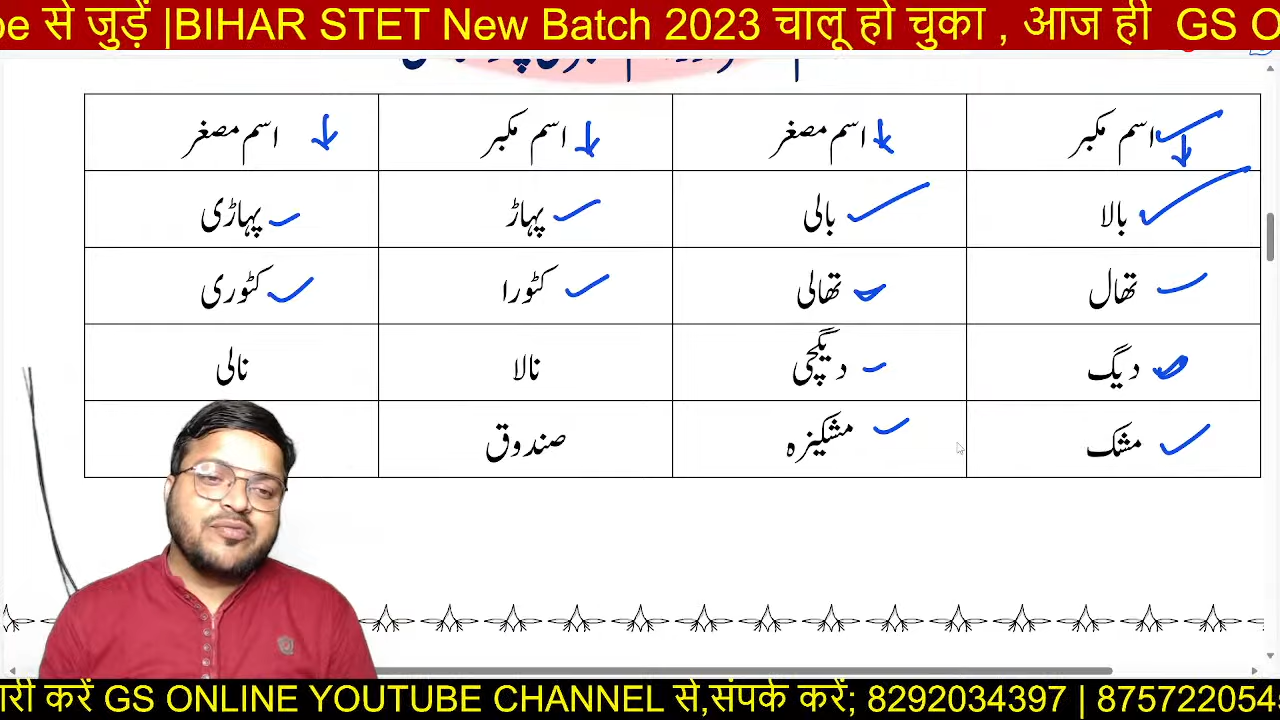 से जुड़ें |BIHAR STET New Batch 2023 चालू हो चुका , आज ही GS
اسم مکبر اسم مصغر اسم مکبر اسم مصغر
بالا بالی پہاڑ پہاڑی
تھال تھالی کٹورا کٹوری
دیگ دیگچی نالا نالی
مشک مشکیزہ صندوق
करें GS ONLINE YOUTUBE CHANNEL से,संपर्क करें; 8292034397 | 875722054